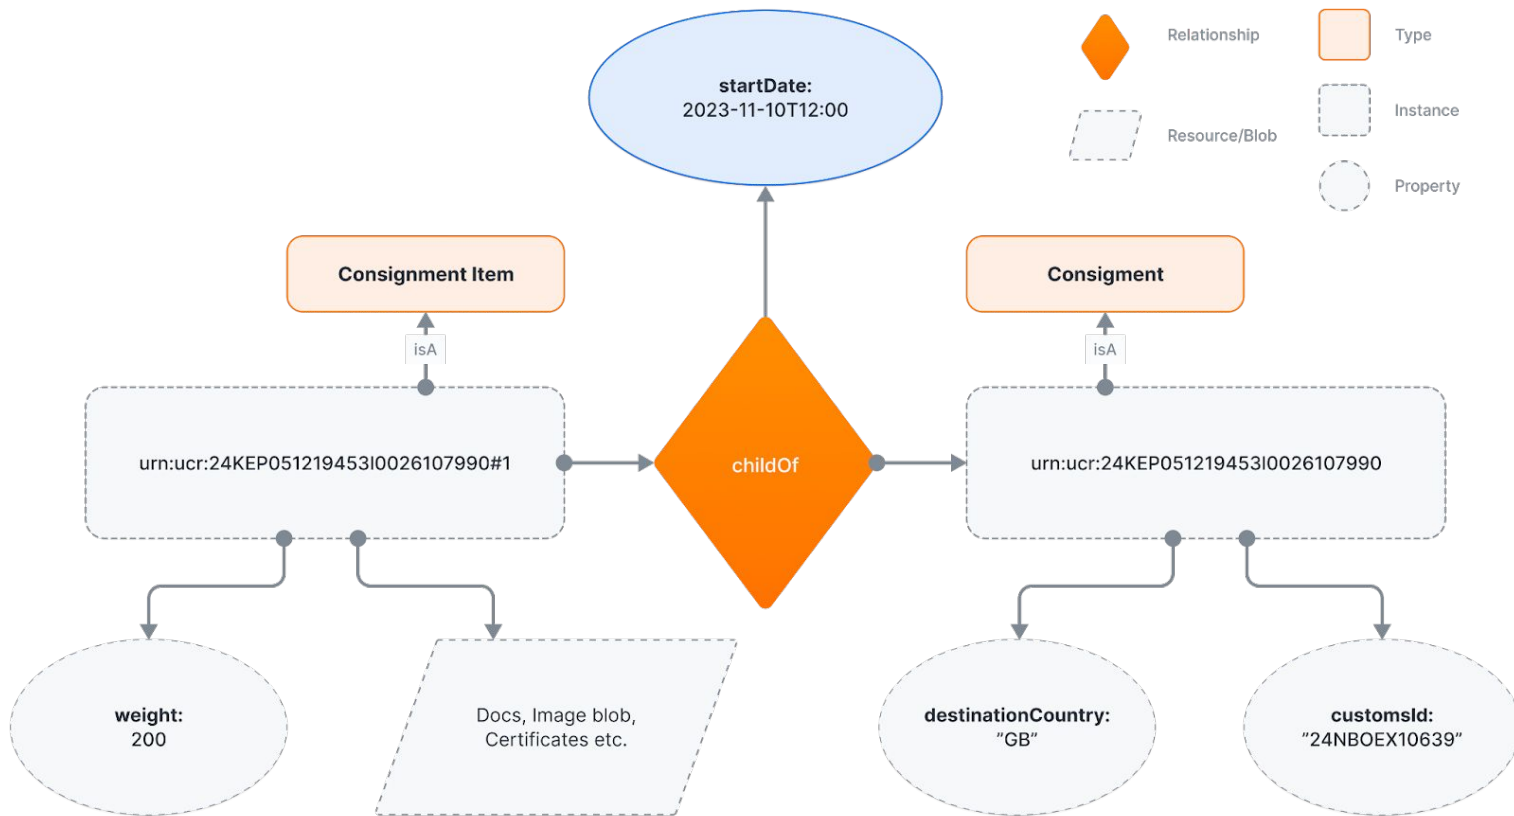 startDate:
2023-11-10T12:00
Relationship
Type
Resource/Blob
Instance
Property
Consignment Item
Consigment
isA
isA
urn:ucr:24KEP051219453I0026107990#1
childOf
urn:ucr:24KEP051219453I0026107990
weight:
200
Docs, Image blob,
Certificates etc.
destinationCountry:
”GB”
customsId:
”24NBOEX10639”